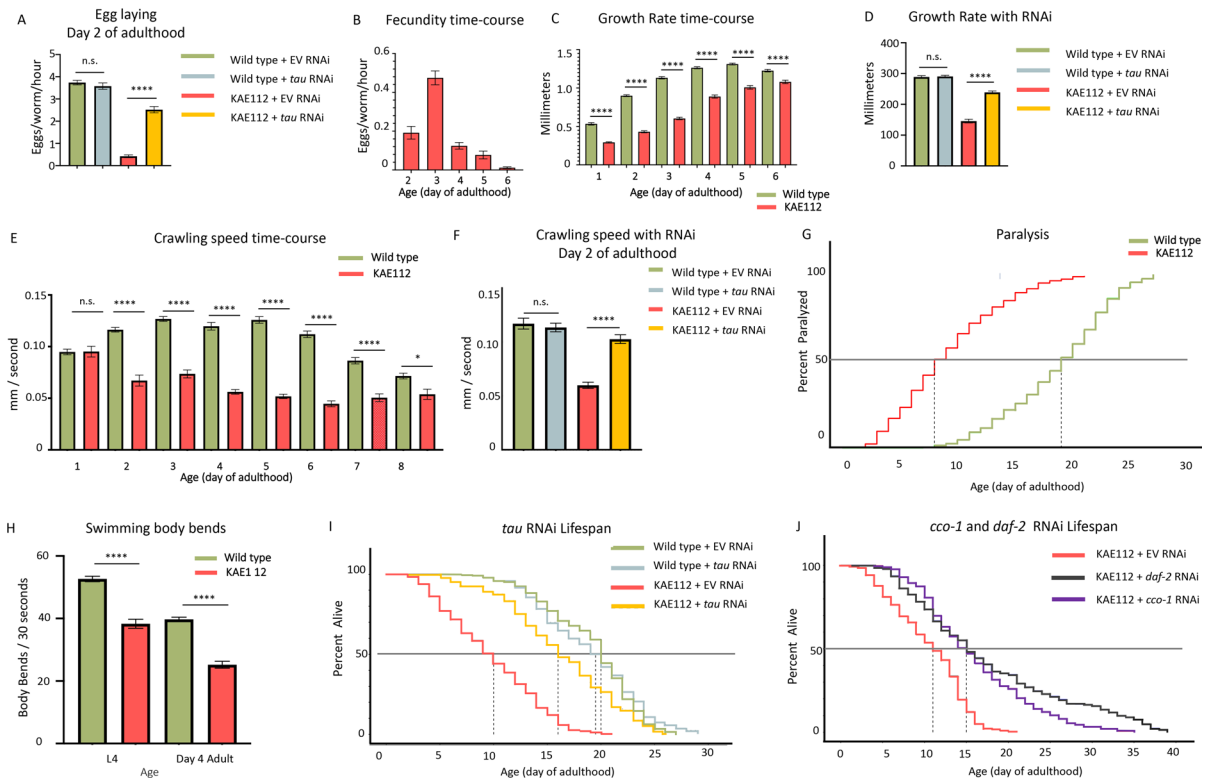 A
Egg laying
Day 2 of adulthood
Eggs/worm/hour
5
4
3
2
1
0
n.s.
****
Wild type + EV RNAi
Wild type + tau RNAi
KAE112 + EV RNAi
KAE112 + tau RNAi
B
Fecundity time-course
Eggs/worm/hour
0.6
0.4
0.2
0
2 3 4 5 6
Age (day of adulthood)
C
Growth Rate time-course
Millimeters
1.5
1.0
0.5
0
**** **** **** **** **** ****
1 2 3 4 5 6
Age (day of adulthood)
Wild type
KAE112
D
Growth Rate with RNAi
Millimeters
400
300
200
100
0
n.s.
****
Wild type + EV RNAi
Wild type + tau RNAi
KAE112 + EV RNAi
KAE112 + tau RNAi
E
Crawling speed time-course
Wild type
KAE112
mm / second
0.15
0.10
0.05
0
n.s. **** **** **** **** **** **** *
1 2 3 4 5 6 7 8
Age (day of adulthood)
F
Crawling speed with RNAi
Day 2 of adulthood
Wild type + EV RNAi
Wild type + tau RNAi
KAE112 + EV RNAi
KAE112 + tau RNAi
mm / second
0.15
0.10
0.05
0
n.s.
****
G
Paralysis
Wild type
KAE112
Percent Paralyzed
100
50
0
0 5 10 15 20 25 30
Age (day of adulthood)
H
Swimming body bends
Wild type
KAE1 12
Body Bends / 30 seconds
60
40
20
0
****
****
L4 Day 4 Adult
Age
I
tau RNAi Lifespan
Wild type + EV RNAi
Wild type + tau RNAi
KAE112 + EV RNAi
KAE112 + tau RNAi
Percent Alive
100
50
0
0 5 10 15 20 25 30
Age (day of adulthood)
J
cco-1 and daf-2 RNAi Lifespan
KAE112 + EV RNAi
KAE112 + daf-2 RNAi
KAE112 + cco-1 RNAi
Percent Alive
100
50
0
0 5 10 15 20 25 30 35 40
Age (day of adulthood)